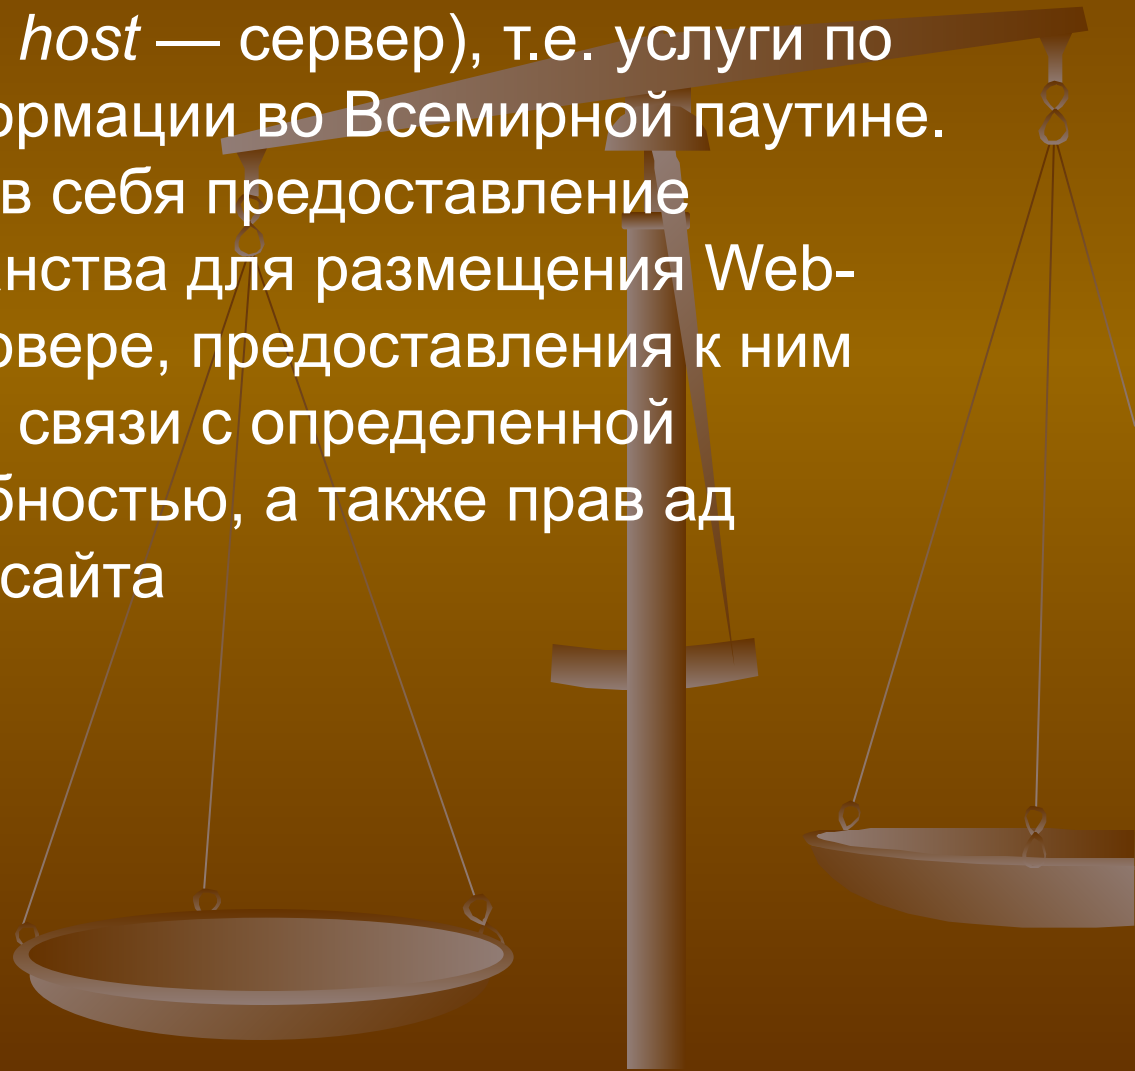 host — сервер), т.е. услуги по
ормации во Всемирной паутине.
в себя предоставление
нства для размещения Web-
рвере, предоставления к ним
связи с определенной
бностью, а также прав ад
сайта